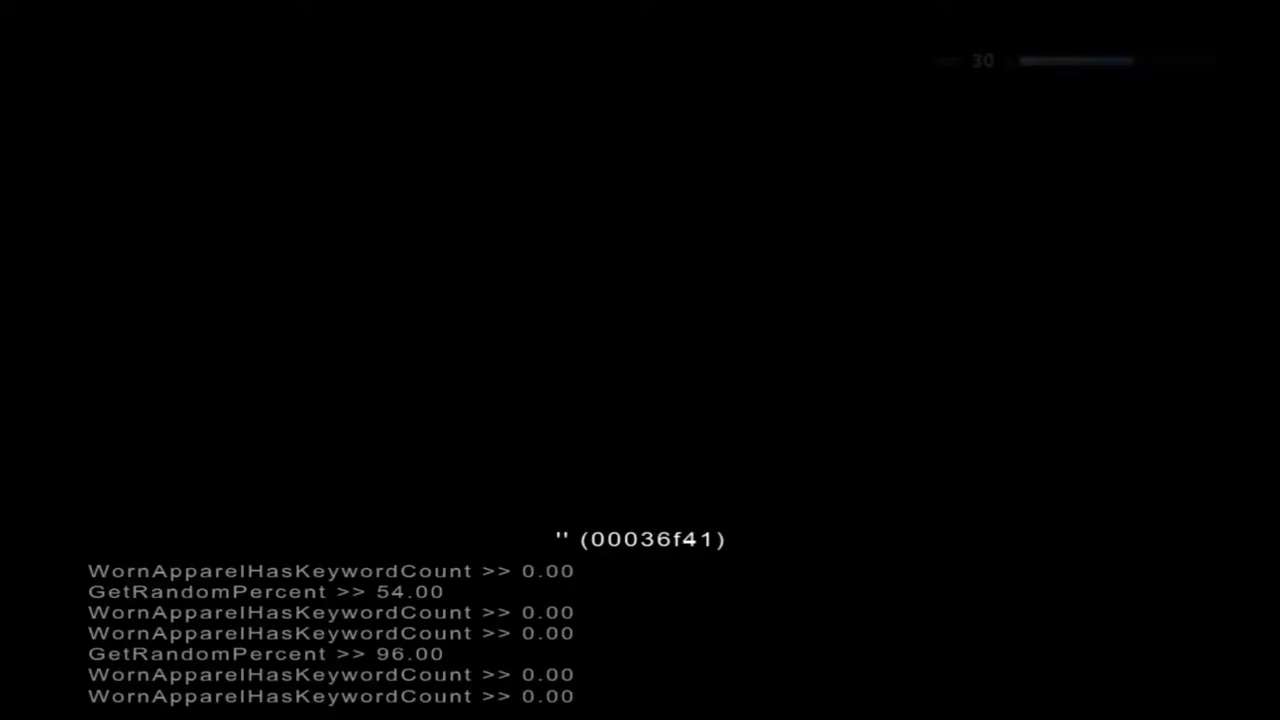 30
'' (00036f41)
WornApparelHasKeywordCount >> 0.00
GetRandomPercent >> 54.00
WornApparelHasKeywordCount >> 0.00
WornApparelHasKeywordCount >> 0.00
GetRandomPercent >> 96.00
WornApparelHasKeywordCount >> 0.00
WornApparelHasKeywordCount >> 0.00